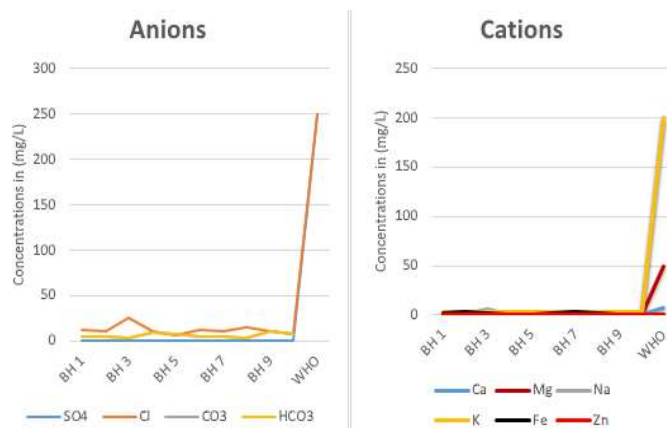 Anions
Concentrations in (mg/L)
300
250
200
150
100
50
0
BH 1
BH 3
BH 5
BH 7
BH 9
WHO
SO4 Cl CO3 HCO3
Cations
Concentrations in (mg/L)
250
200
150
100
50
0
BH 1
BH 3
BH 5
BH 7
BH 9
WHO
Ca Mg Na
K Fe Zn